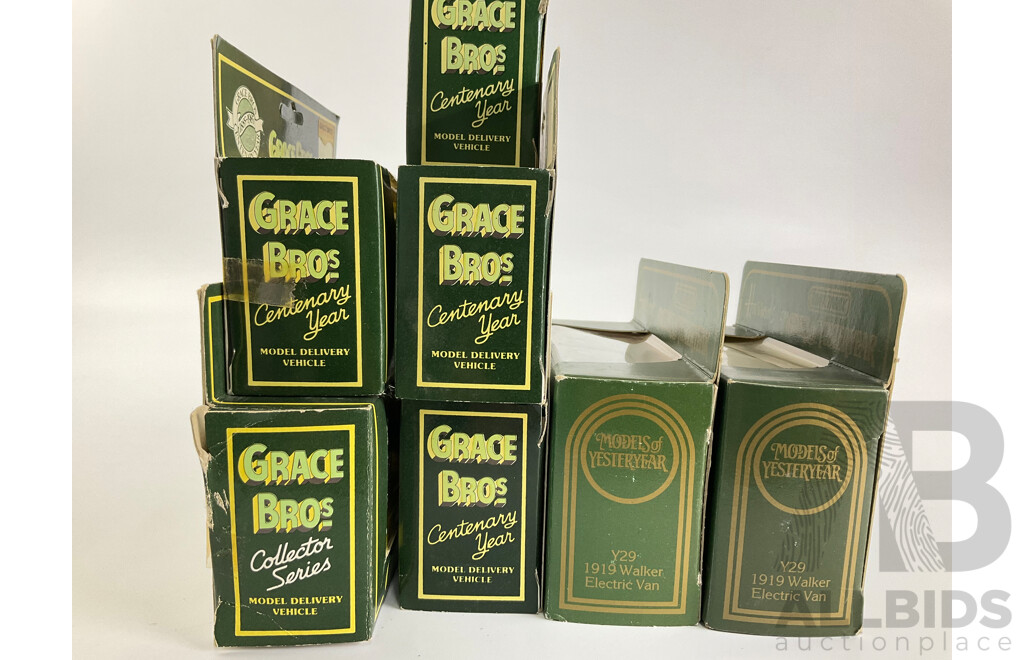 GRACE
BROS
Centenary
Year
MODEL DELIVERY
VEHICLE
GRACE
BROS
Centenary
Year
MODEL DELIVERY
VEHICLE
GRACE
BROS
Centenary
Year
MODEL DELIVERY
VEHICLE
GRACE
BROS
Collector
Series
MODEL DELIVERY
VEHICLE
GRACE
BROS
Centenary
Year
MODEL DELIVERY
VEHICLE
MODELS of
YESTERYEAR
Y29
1919 Walker
Electric Van
MODELS of
YESTERYEAR
Y29
1919 Walker
Electric Van
AB
ALLBIDS
auctionplace